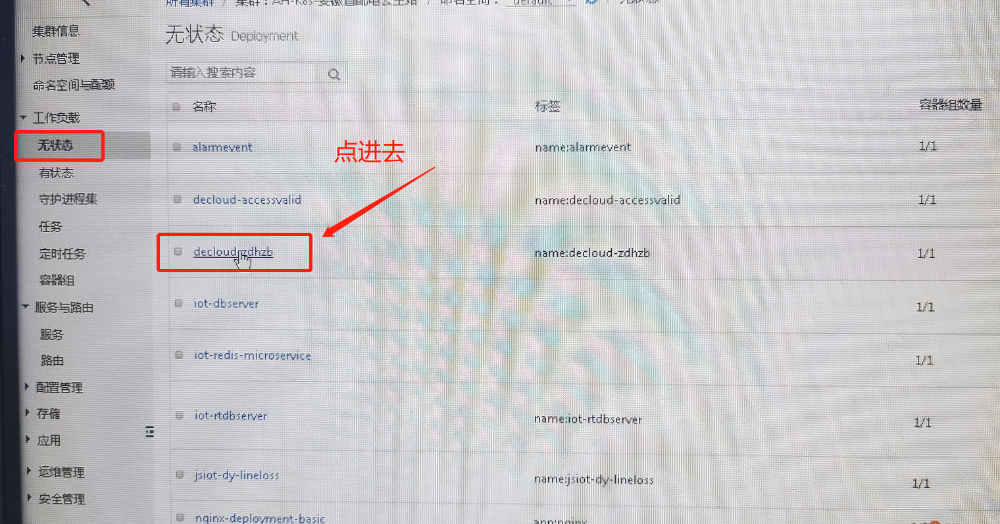 所有集群 / 集群：AH-K8s-安徽省配电云主站 / 命名空间： default / 无状态
集群信息
节点管理
命名空间与配额
工作负载
无状态
有状态
守护进程集
任务
定时任务
容器组
服务与路由
服务
路由
配置管理
存储
应用
运维管理
安全管理
无状态 Deployment
请输入搜索内容
名称 标签 容器组数量
点进去
alarmevent name:alarmevent 1/1
decloud-accessvalid name:decloud-accessvalid 1/1
decloud-zdhzb name:decloud-zdhzb 1/1
iot-dbserver 1/1
iot-redis-microservice 1/1
iot-rtdbserver name:iot-rtdbserver 1/1
jsiot-dy-lineloss name:jsiot-dy-lineloss 1/1
nginx-deployment-basic app:nginx